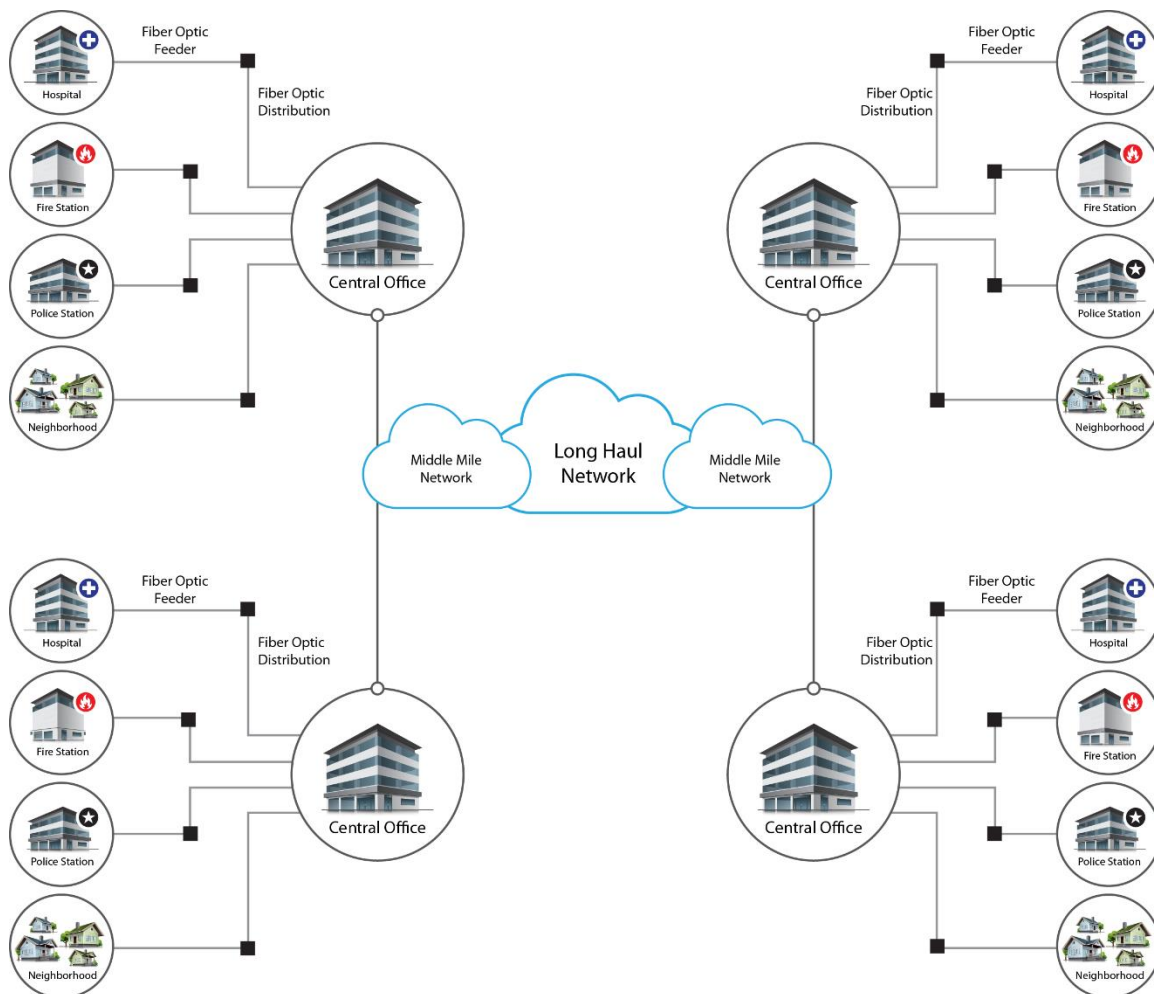 Fiber Optic
Feeder
Hospital
Fiber Optic
Distribution
Fire Station
Police Station
Neighborhood
Central Office
Fiber Optic
Feeder
Hospital
Fiber Optic
Distribution
Fire Station
Police Station
Neighborhood
Central Office
Middle Mile
Network
Long Haul
Network
Middle Mile
Network
Fiber Optic
Feeder
Hospital
Fiber Optic
Distribution
Fire Station
Police Station
Neighborhood
Central Office
Fiber Optic
Feeder
Hospital
Fiber Optic
Distribution
Fire Station
Police Station
Neighborhood
Central Office